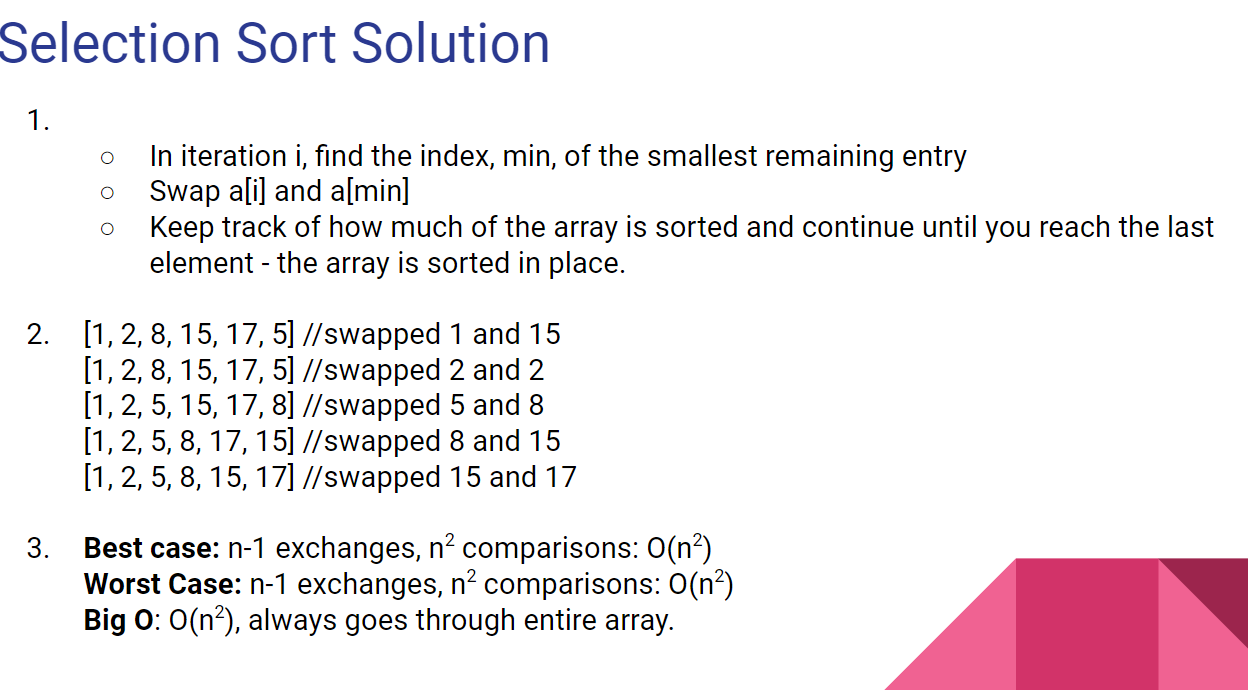 Selection Sort Solution
1.
○ In iteration i, find the index, min, of the smallest remaining entry
○ Swap a[i] and a[min]
○ Keep track of how much of the array is sorted and continue until you reach the last
element - the array is sorted in place.
2. [1, 2, 8, 15, 17, 5] //swapped 1 and 15
[1, 2, 8, 15, 17, 5] //swapped 2 and 2
[1, 2, 5, 15, 17, 8] //swapped 5 and 8
[1, 2, 5, 8, 17, 15] //swapped 8 and 15
[1, 2, 5, 8, 15, 17] //swapped 15 and 17
3. Best case: n-1 exchanges, n² comparisons: O(n²)
Worst Case: n-1 exchanges, n² comparisons: O(n²)
Big O: O(n²), always goes through entire array.